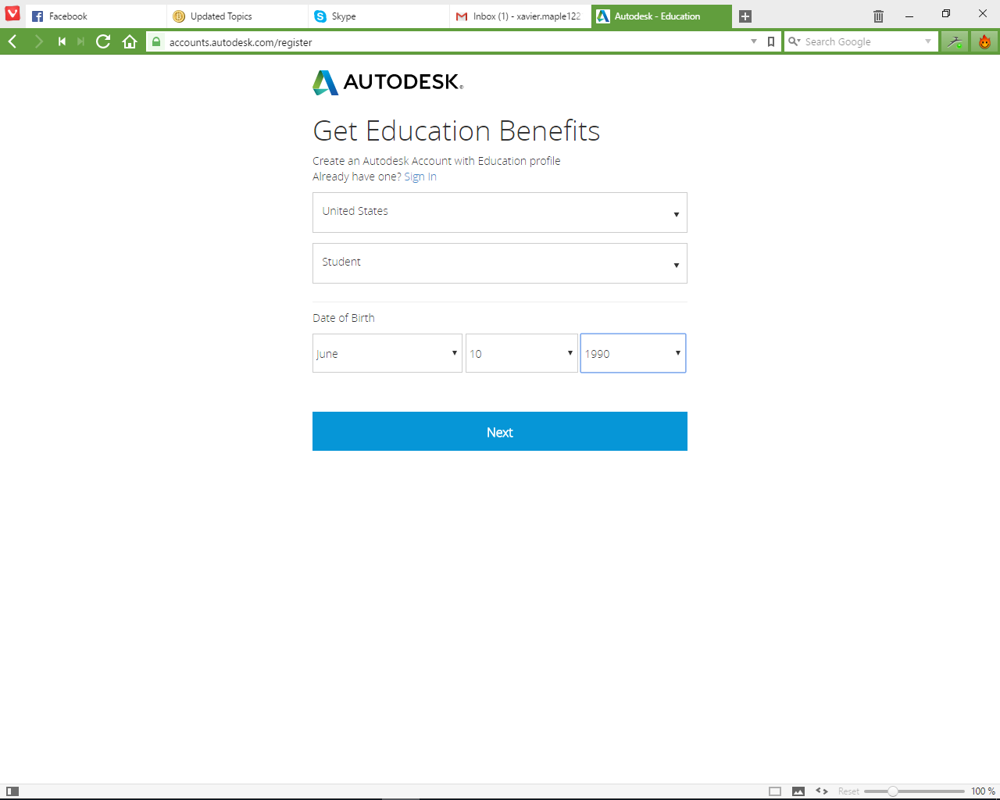 Facebook
Updated Topics
Skype
Inbox (1) - xavier.maple122
Autodesk - Education
accounts.autodesk.com/register
Search Google
AUTODESK®
Get Education Benefits
Create an Autodesk Account with Education profile
Already have one? Sign In
United States
Student
Date of Birth
June
10
1990
Next
Reset
100 %